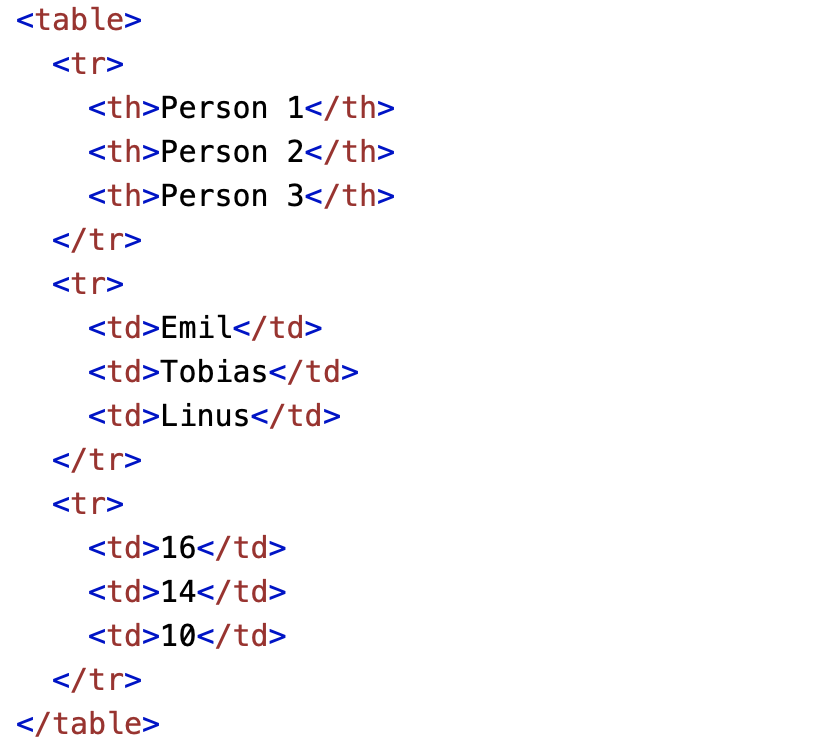 <table>
  <tr>
    <th>Person 1</th>
    <th>Person 2</th>
    <th>Person 3</th>
  </tr>
  <tr>
    <td>Emil</td>
    <td>Tobias</td>
    <td>Linus</td>
  </tr>
  <tr>
    <td>16</td>
    <td>14</td>
    <td>10</td>
  </tr>
</table>